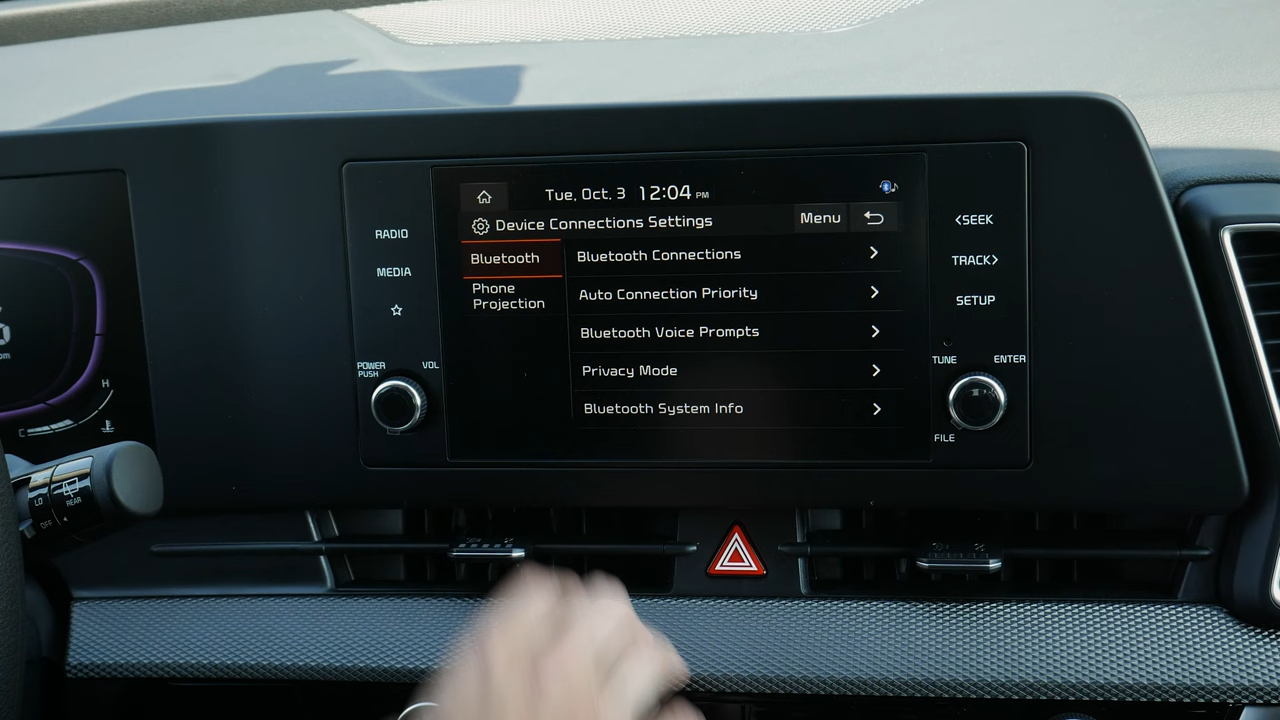 Tue, Oct. 3 12:04 PM
Device Connections Settings
Menu
Bluetooth
Phone
Projection
Bluetooth Connections
Auto Connection Priority
Bluetooth Voice Prompts
Privacy Mode
Bluetooth System Info
RADIO
MEDIA
POWER
PUSH
VOL
<SEEK
TRACK>
SETUP
TUNE
ENTER
FILE
H
LO
REAR
OFF